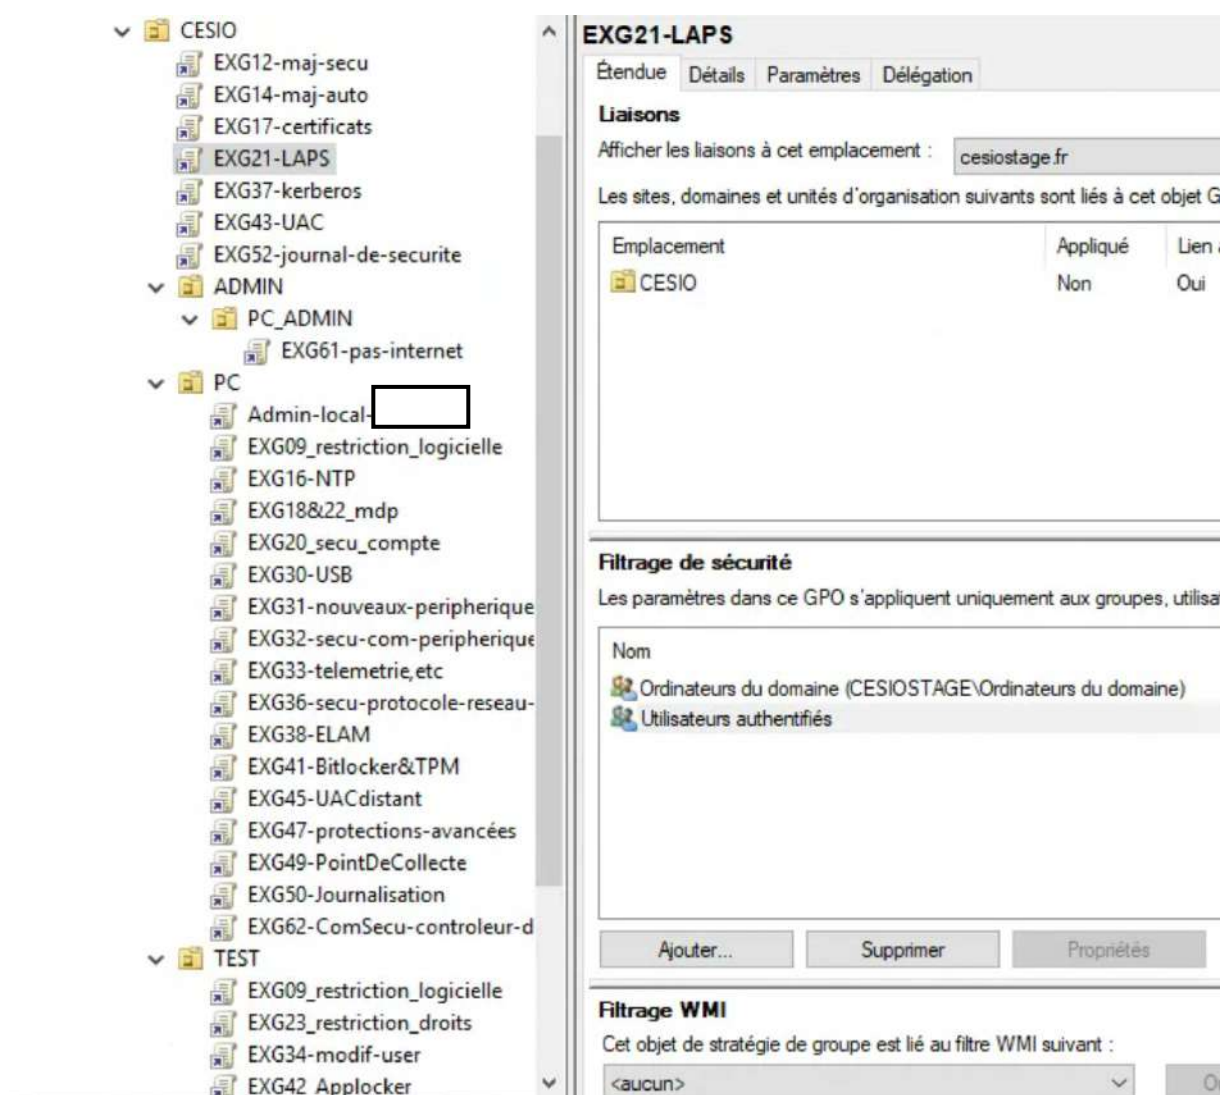 CESIO
EXG12-maj-secu
EXG14-maj-auto
EXG17-certificats
EXG21-LAPS
EXG37-kerberos
EXG43-UAC
EXG52-journal-de-securite
ADMIN
PC_ADMIN
EXG61-pas-internet
PC
Admin-local-
EXG09_restriction_logicielle
EXG16-NTP
EXG18&22_mdp
EXG20_secu_compte
EXG30-USB
EXG31-nouveaux-peripherique
EXG32-secu-com-peripherique
EXG33-telemetrie,etc
EXG36-secu-protocole-reseau-
EXG38-ELAM
EXG41-Bitlocker&TPM
EXG45-UACdistant
EXG47-protections-avancées
EXG49-PointDeCollecte
EXG50-Journalisation
EXG62-ComSecu-controleur-d
TEST
EXG09_restriction_logicielle
EXG23_restriction_droits
EXG34-modif-user
EXG42_Applocker
EXG21-LAPS
Étendue Détails Paramètres Délégation
Liaisons
Afficher les liaisons à cet emplacement : cesiostage.fr
Les sites, domaines et unités d'organisation suivants sont liés à cet objet G
Emplacement Appliqué Lien
CESIO Non Oui
Filtrage de sécurité
Les paramètres dans ce GPO s'appliquent uniquement aux groupes, utilisa
Nom
Ordinateurs du domaine (CESIOSTAGE\Ordinateurs du domaine)
Utilisateurs authentifiés
Ajouter... Supprimer Propriétés
Filtrage WMI
Cet objet de stratégie de groupe est lié au filtre WMI suivant :
<aucun>